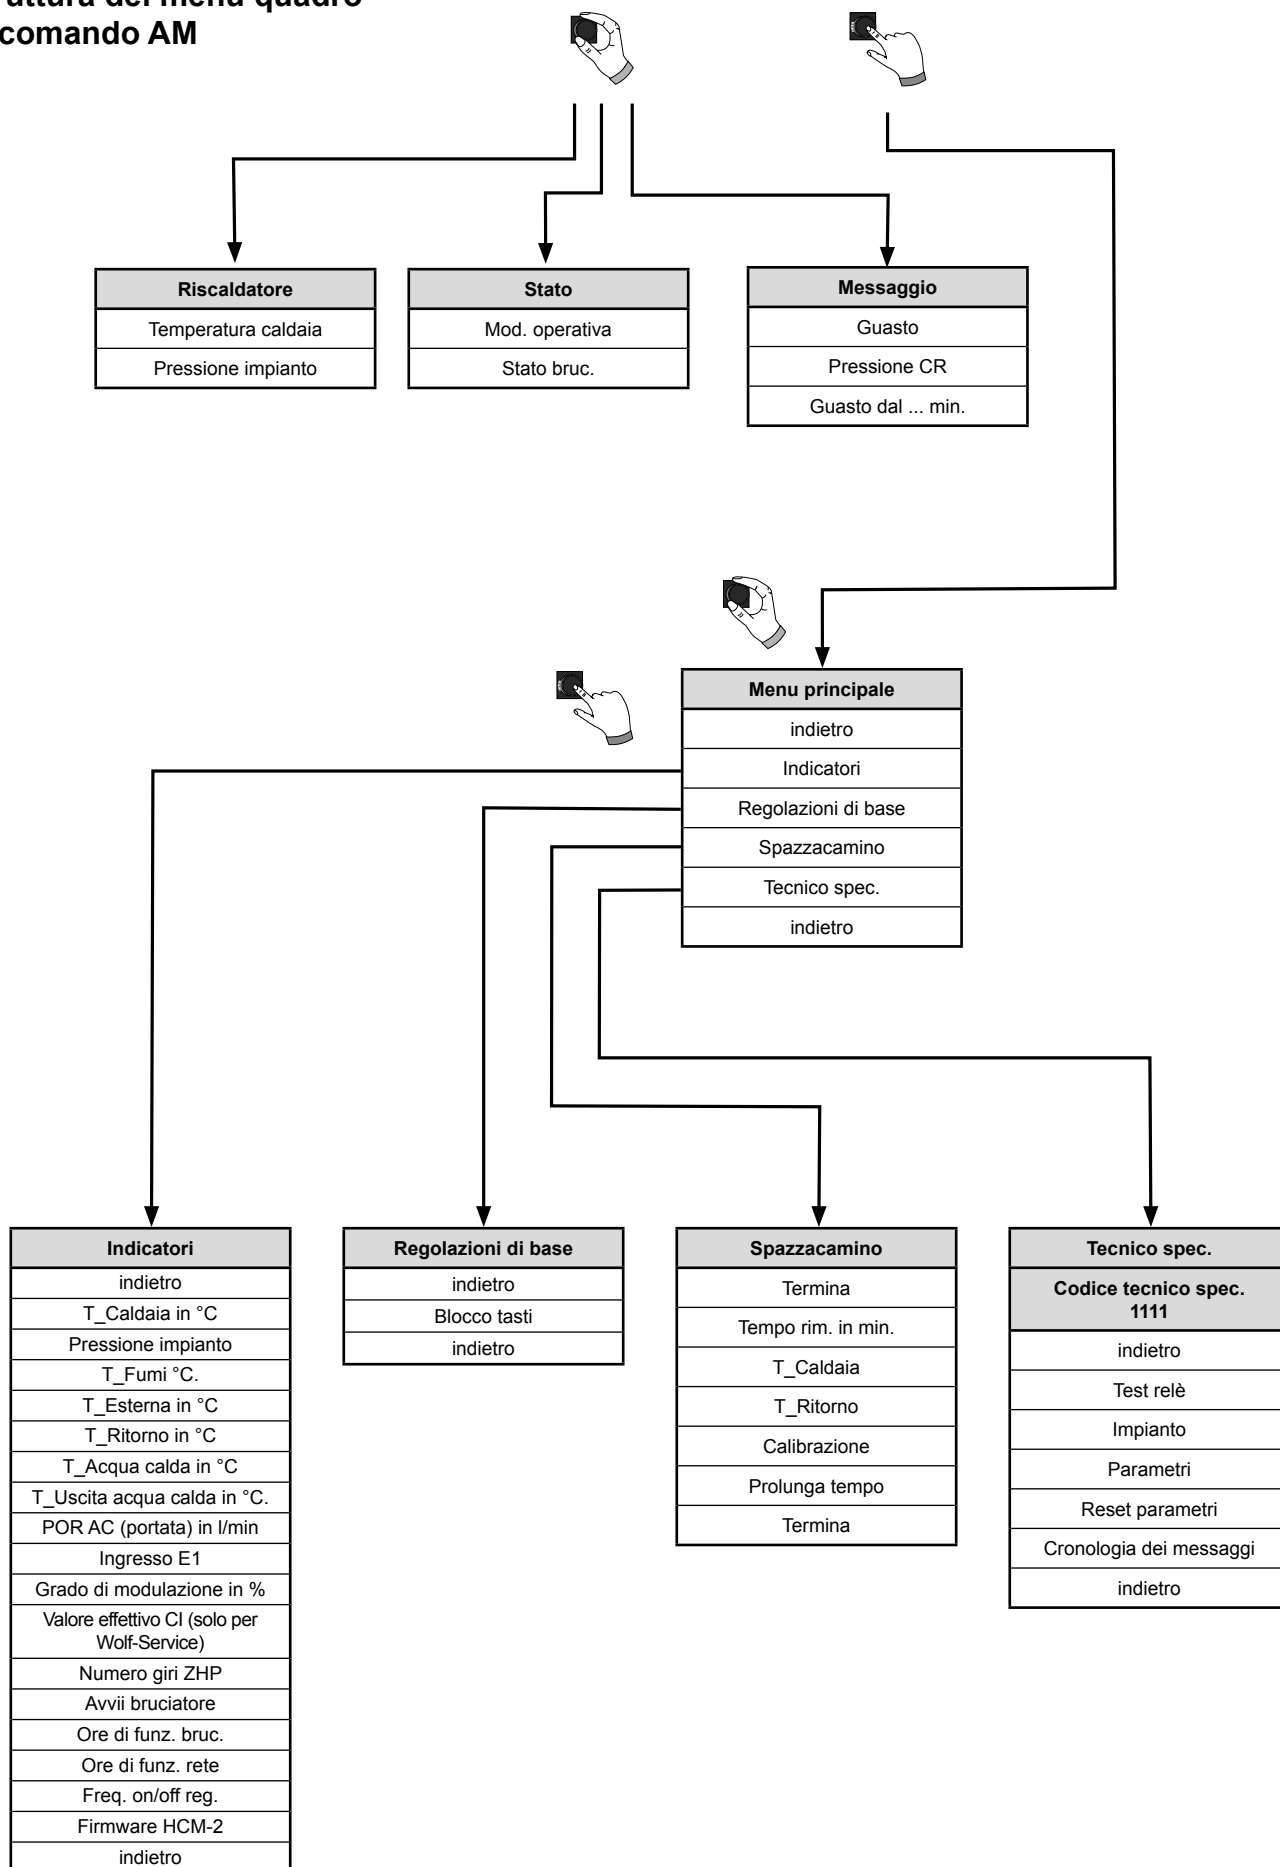 ruttura del menu quadro
comando AM
Riscaldatore
Temperatura caldaia
Pressione impianto
Stato
Mod. operativa
Stato bruc.
Messaggio
Guasto
Pressione CR
Guasto dal ... min.
Menu principale
indietro
Indicatori
Regolazioni di base
Spazzacamino
Tecnico spec.
indietro
Indicatori
indietro
T_Caldaia in °C
Pressione impianto
T_Fumi °C.
T_Esterna in °C
T_Ritorno in °C
T_Acqua calda in °C
T_Uscita acqua calda in °C.
POR AC (portata) in l/min
Ingresso E1
Grado di modulazione in %
Valore effettivo CI (solo per
Wolf-Service)
Numero giri ZHP
Avvii bruciatore
Ore di funz. bruc.
Ore di funz. rete
Freq. on/off reg.
Firmware HCM-2
indietro
Regolazioni di base
indietro
Blocco tasti
indietro
Spazzacamino
Termina
Tempo rim. in min.
T_Caldaia
T_Ritorno
Calibrazione
Prolunga tempo
Termina
Tecnico spec.
Codice tecnico spec.
1111
indietro
Test relè
Impianto
Parametri
Reset parametri
Cronologia dei messaggi
indietro